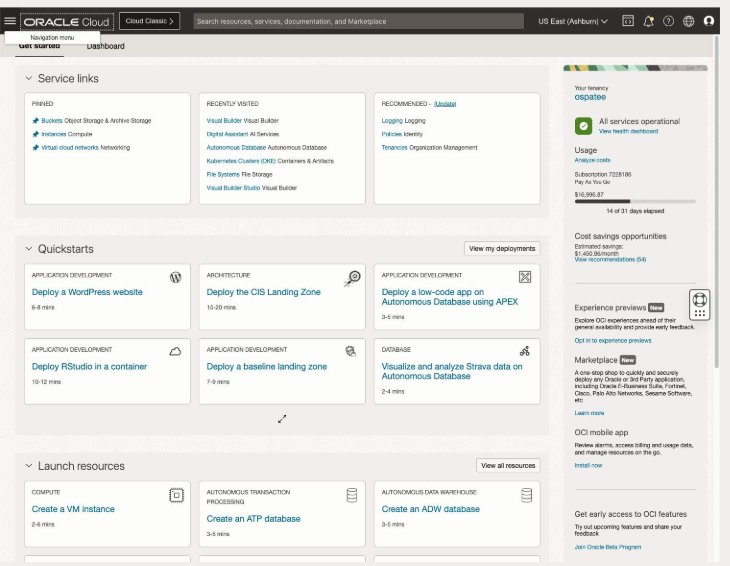 ORACLE Cloud
Cloud Classic >
Search resources, services, documentation, and Marketplace
US East (Ashburn)
Navigation menu
Get started
Dashboard
Service links
PINNED
Buckets Object Storage & Archive Storage
Instances Compute
Virtual cloud networks Networking
RECENTLY VISITED
Visual Builder Visual Builder
Digital Assistant AI Services
Autonomous Database Autonomous Database
Kubernetes Clusters (OKE) Containers & Artifacts
File Systems File Storage
Visual Builder Studio Visual Builder
RECOMMENDED - (Update)
Logging Logging
Policies Identity
Tenancies Organization Management
Quickstarts
View my deployments
APPLICATION DEVELOPMENT
Deploy a WordPress website
6-8 mins
ARCHITECTURE
Deploy the CIS Landing Zone
15-20 mins
APPLICATION DEVELOPMENT
Deploy a low-code app on
Autonomous Database using APEX
3-5 mins
APPLICATION DEVELOPMENT
Deploy RStudio in a container
10-12 mins
APPLICATION DEVELOPMENT
Deploy a baseline landing zone
7-9 mins
DATABASE
Visualize and analyze Strava data on
Autonomous Database
2-4 mins
Launch resources
View all resources
COMPUTE
Create a VM instance
2-6 mins
AUTONOMOUS TRANSACTION
PROCESSING
Create an ATP database
3-5 mins
AUTONOMOUS DATA WAREHOUSE
Create an ADW database
3-5 mins
Your tenancy
ospatee
All services operational
View health dashboard
Usage
Analyze costs
Subscription 7228186
Pay As You Go
$16,996.87
14 of 31 days elapsed
Cost savings opportunities
Estimated savings:
$1,450.96/month
View recommendations (54)
Experience previews New
Explore OCI experiences ahead of their
general availability and provide early feedback.
Opt in to experience previews
Marketplace New
A one-stop shop to quickly and securely
deploy any Oracle or 3rd Party application,
including Oracle E-Business Suite, Fortinet,
Cisco, Palo Alto Networks, Sesame Software,
etc
Learn more
OCI mobile app
Review alarms, access billing and usage data,
and manage resources on the go.
Install now
Get early access to OCI features
Try out upcoming features and share your
feedback
Join Oracle Beta Program